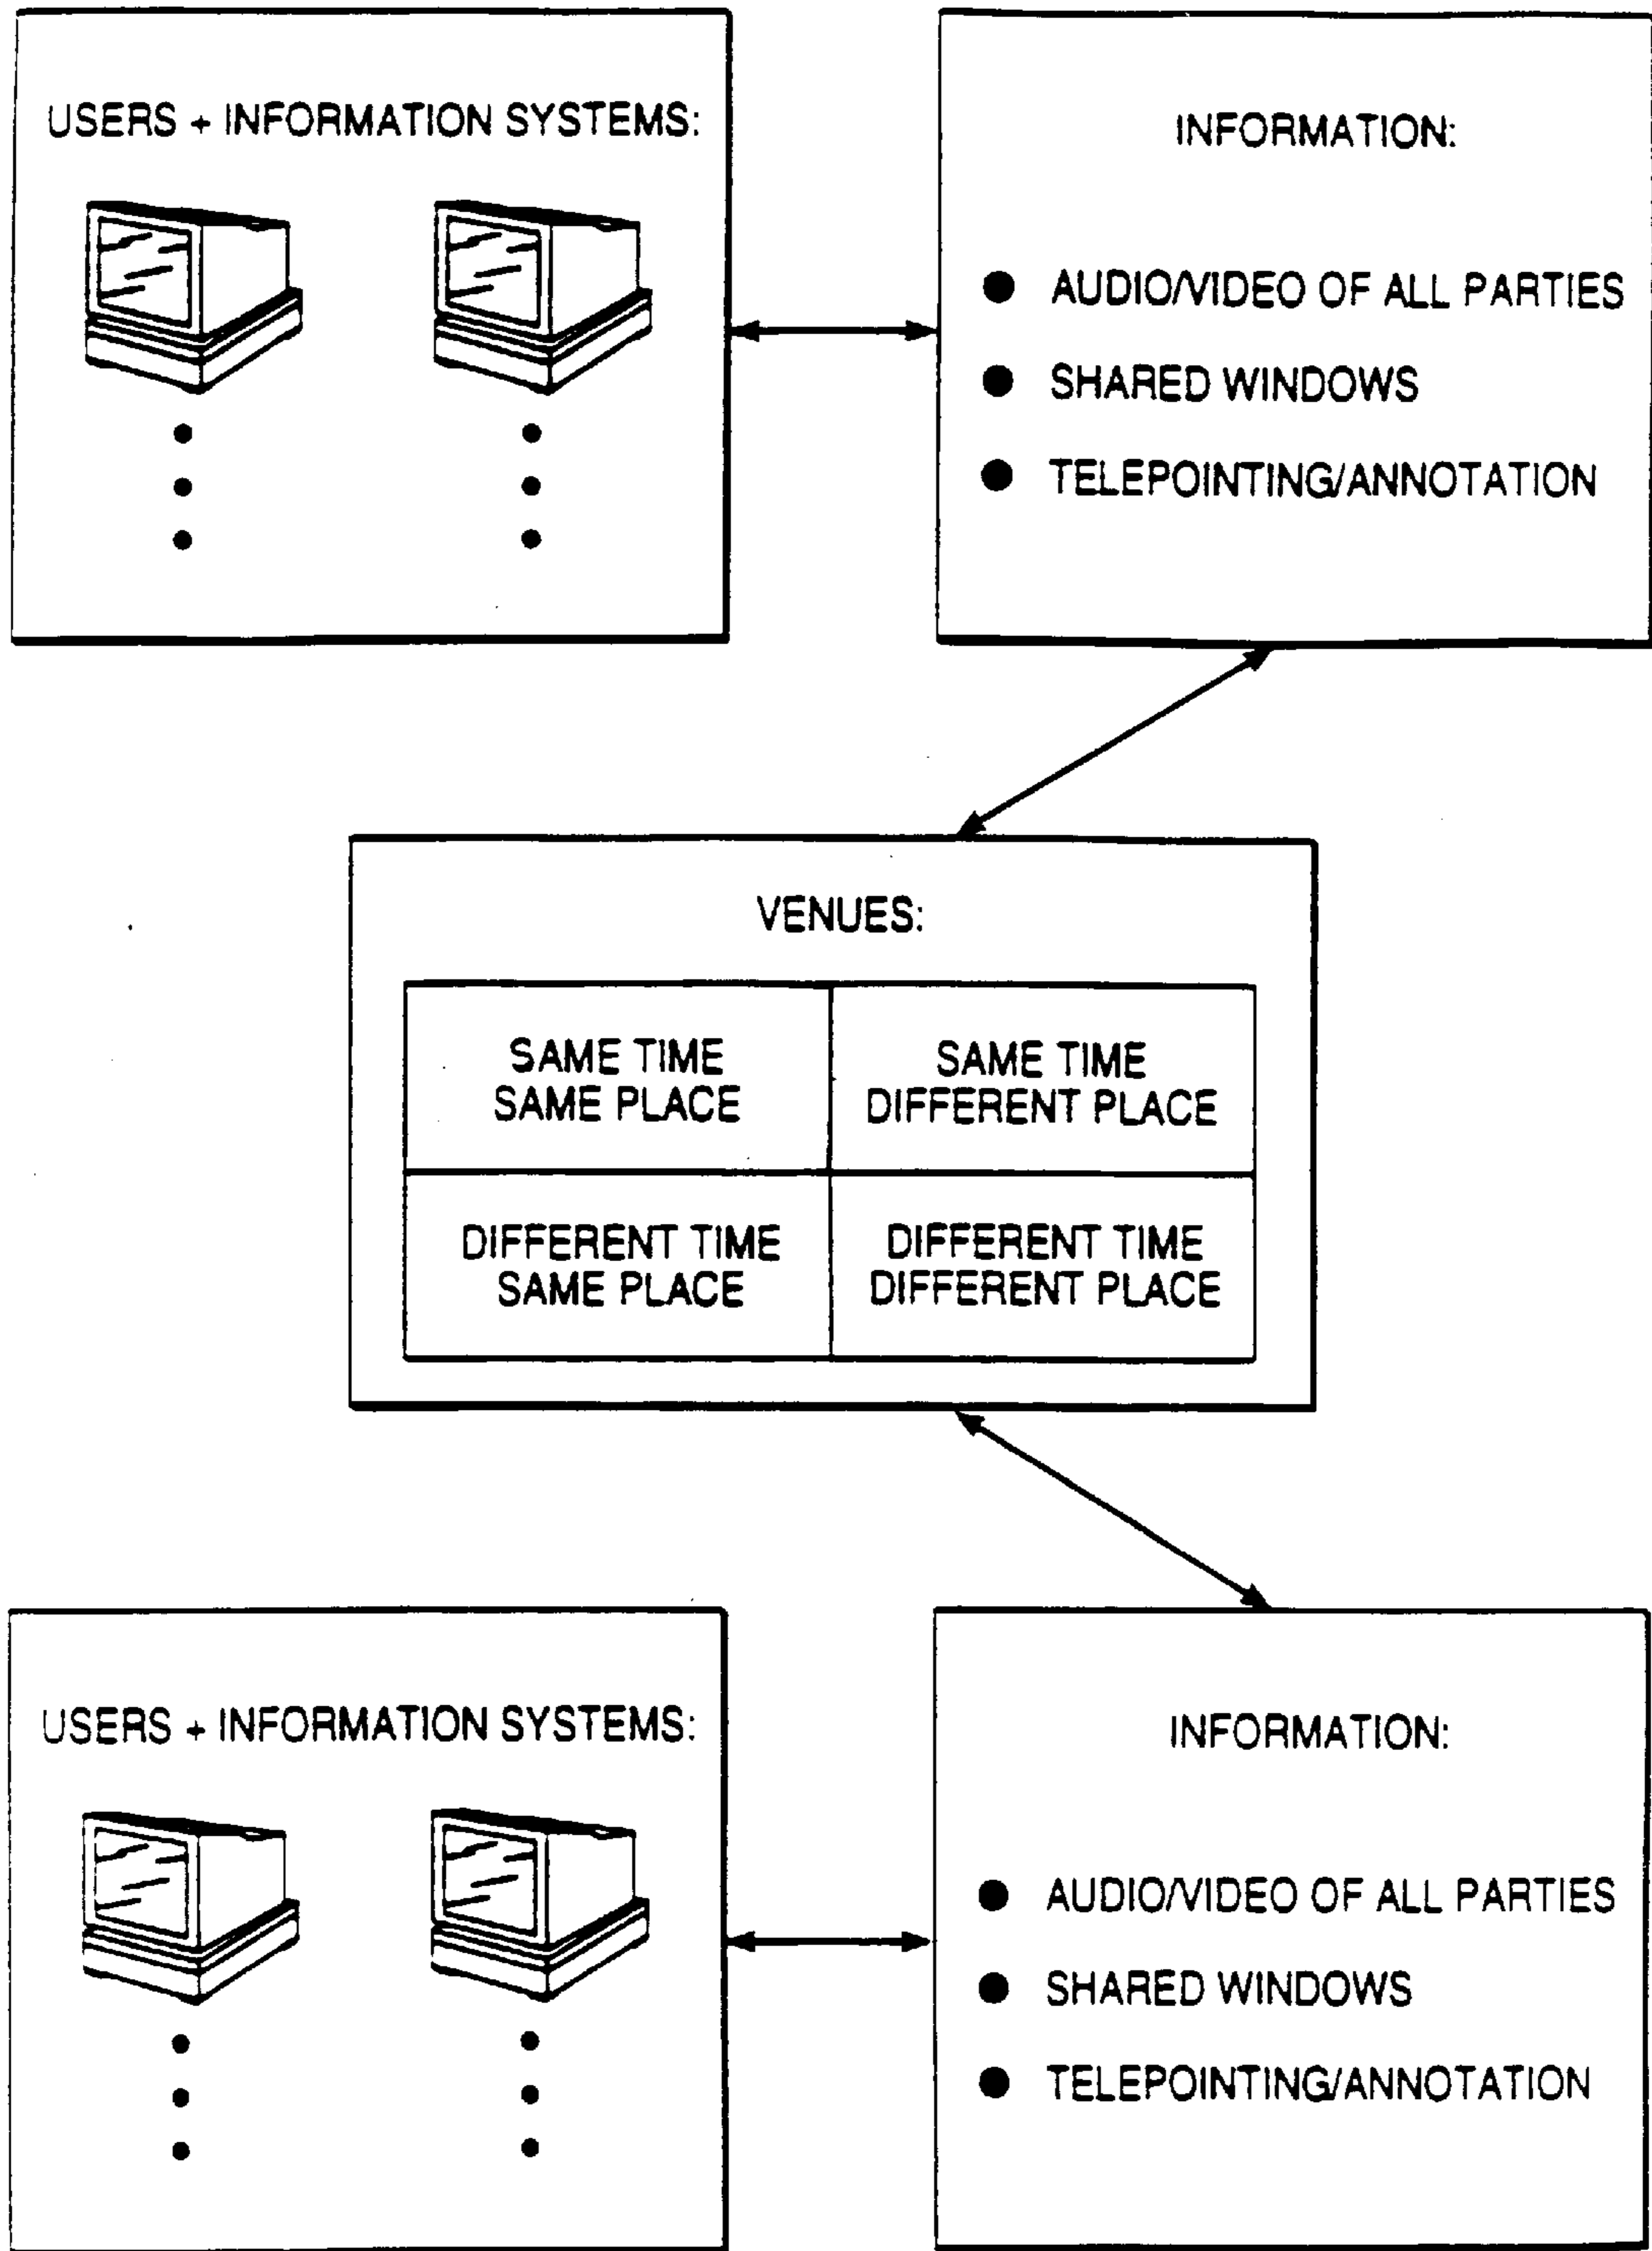 USERS + INFORMATION SYSTEMS:
INFORMATION:
● AUDIO/VIDEO OF ALL PARTIES
● SHARED WINDOWS
● TELEPOINTING/ANNOTATION
VENUES:
SAME TIME
SAME PLACE
SAME TIME
DIFFERENT PLACE
DIFFERENT TIME
SAME PLACE
DIFFERENT TIME
DIFFERENT PLACE
USERS + INFORMATION SYSTEMS:
INFORMATION:
● AUDIO/VIDEO OF ALL PARTIES
● SHARED WINDOWS
● TELEPOINTING/ANNOTATION